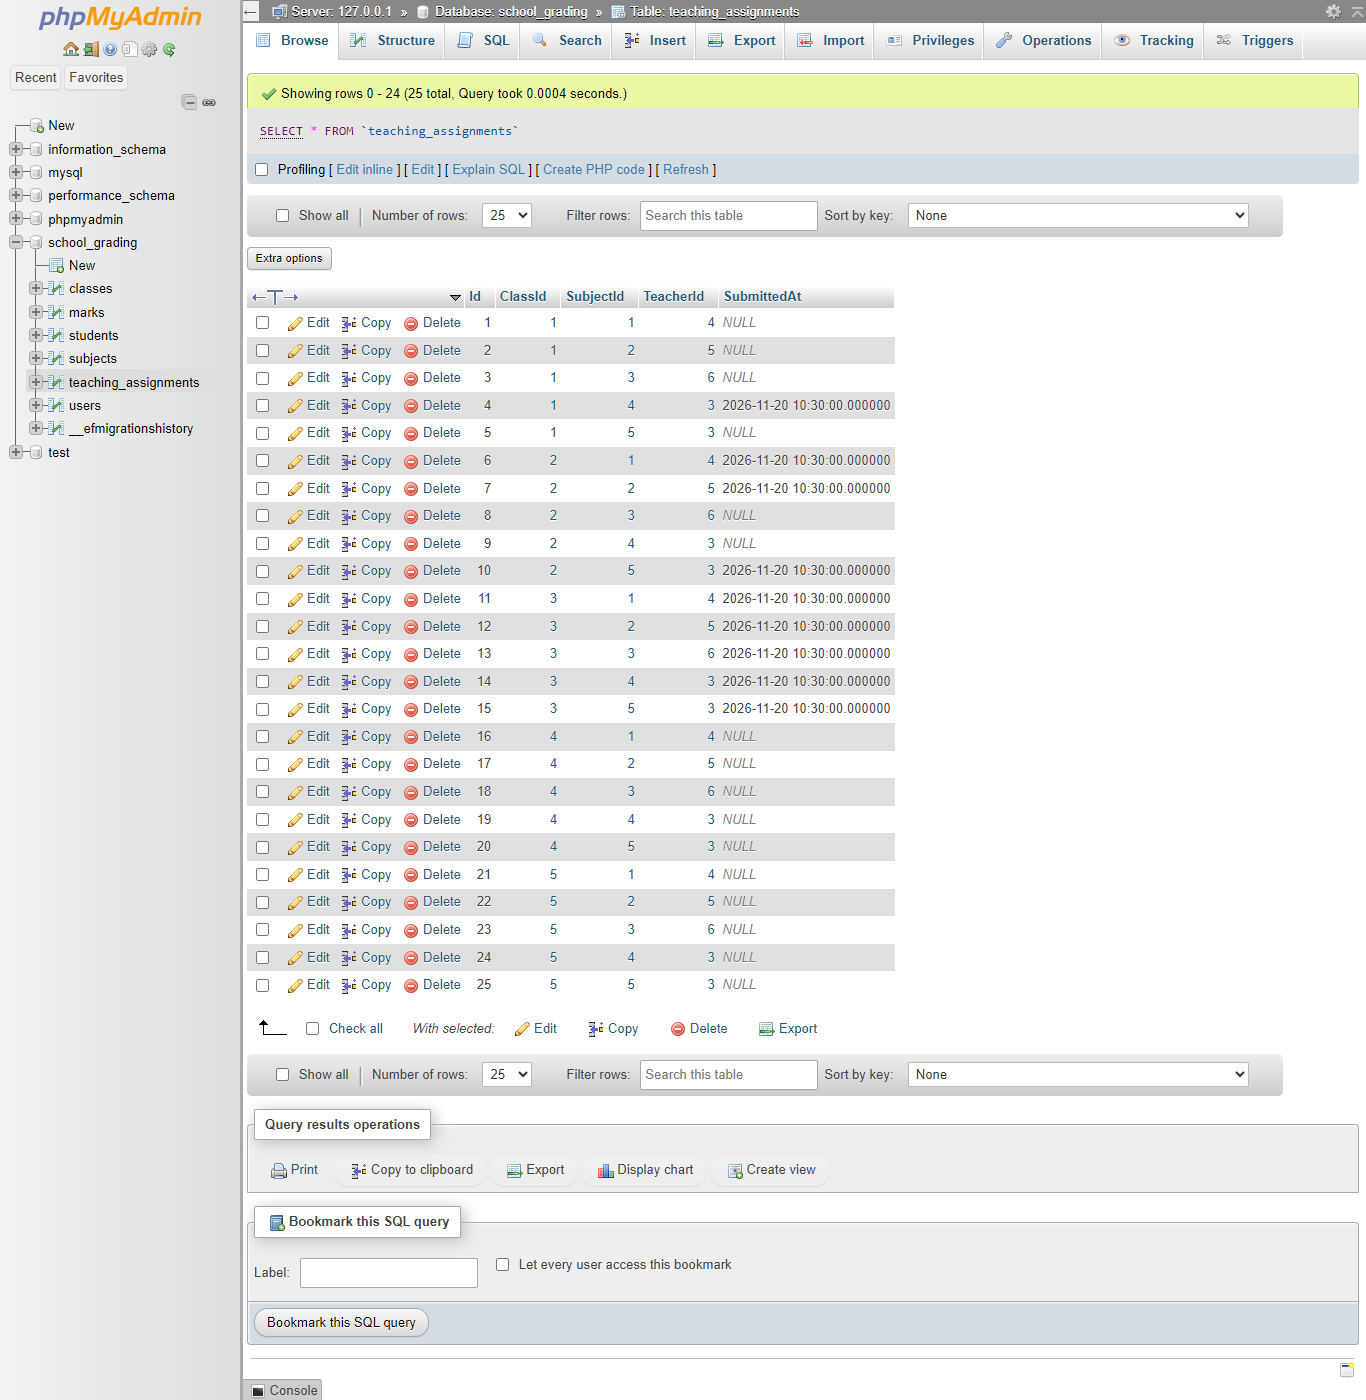 phpMyAdmin
Recent Favorites
New
information_schema
mysql
performance_schema
phpmyadmin
school_grading
New
classes
marks
students
subjects
teaching_assignments
users
__efmigrationshistory
test
Server: 127.0.0.1 » Database: school_grading » Table: teaching_assignments
Browse Structure SQL Search Insert Export Import Privileges Operations Tracking Triggers
Showing rows 0 - 24 (25 total, Query took 0.0004 seconds.)
SELECT * FROM `teaching_assignments`
Profiling [ Edit inline ] [ Edit ] [ Explain SQL ] [ Create PHP code ] [ Refresh ]
Show all Number of rows: 25 Filter rows: Search this table Sort by key: None
Extra options
←T→ Id ClassId SubjectId TeacherId SubmittedAt
Edit Copy Delete 1 1 1 4 NULL
Edit Copy Delete 2 1 2 5 NULL
Edit Copy Delete 3 1 3 6 NULL
Edit Copy Delete 4 1 4 3 2026-11-20 10:30:00.000000
Edit Copy Delete 5 1 5 3 NULL
Edit Copy Delete 6 2 1 4 2026-11-20 10:30:00.000000
Edit Copy Delete 7 2 2 5 2026-11-20 10:30:00.000000
Edit Copy Delete 8 2 3 6 NULL
Edit Copy Delete 9 2 4 3 NULL
Edit Copy Delete 10 2 5 3 2026-11-20 10:30:00.000000
Edit Copy Delete 11 3 1 4 2026-11-20 10:30:00.000000
Edit Copy Delete 12 3 2 5 2026-11-20 10:30:00.000000
Edit Copy Delete 13 3 3 6 2026-11-20 10:30:00.000000
Edit Copy Delete 14 3 4 3 2026-11-20 10:30:00.000000
Edit Copy Delete 15 3 5 3 2026-11-20 10:30:00.000000
Edit Copy Delete 16 4 1 4 NULL
Edit Copy Delete 17 4 2 5 NULL
Edit Copy Delete 18 4 3 6 NULL
Edit Copy Delete 19 4 4 3 NULL
Edit Copy Delete 20 4 5 3 NULL
Edit Copy Delete 21 5 1 4 NULL
Edit Copy Delete 22 5 2 5 NULL
Edit Copy Delete 23 5 3 6 NULL
Edit Copy Delete 24 5 4 3 NULL
Edit Copy Delete 25 5 5 3 NULL
Check all With selected: Edit Copy Delete Export
Show all Number of rows: 25 Filter rows: Search this table Sort by key: None
Query results operations
Print Copy to clipboard Export Display chart Create view
Bookmark this SQL query
Label: Let every user access this bookmark
Bookmark this SQL query
Console